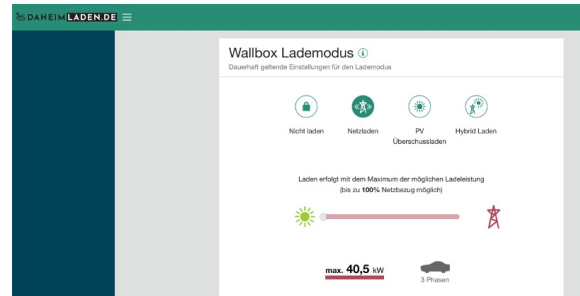 DAHEIMLADEN.DE
Wallbox Lademodus
Dauerhaft geltende Einstellungen für den Lademodus
Nicht laden
Netzladen
PV
Überschussladen
Hybrid Laden
Laden erfolgt mit dem Maximum der möglichen Ladeleistung
(bis zu 100% Netzbezug möglich)
max. 40,5 kW
3 Phasen